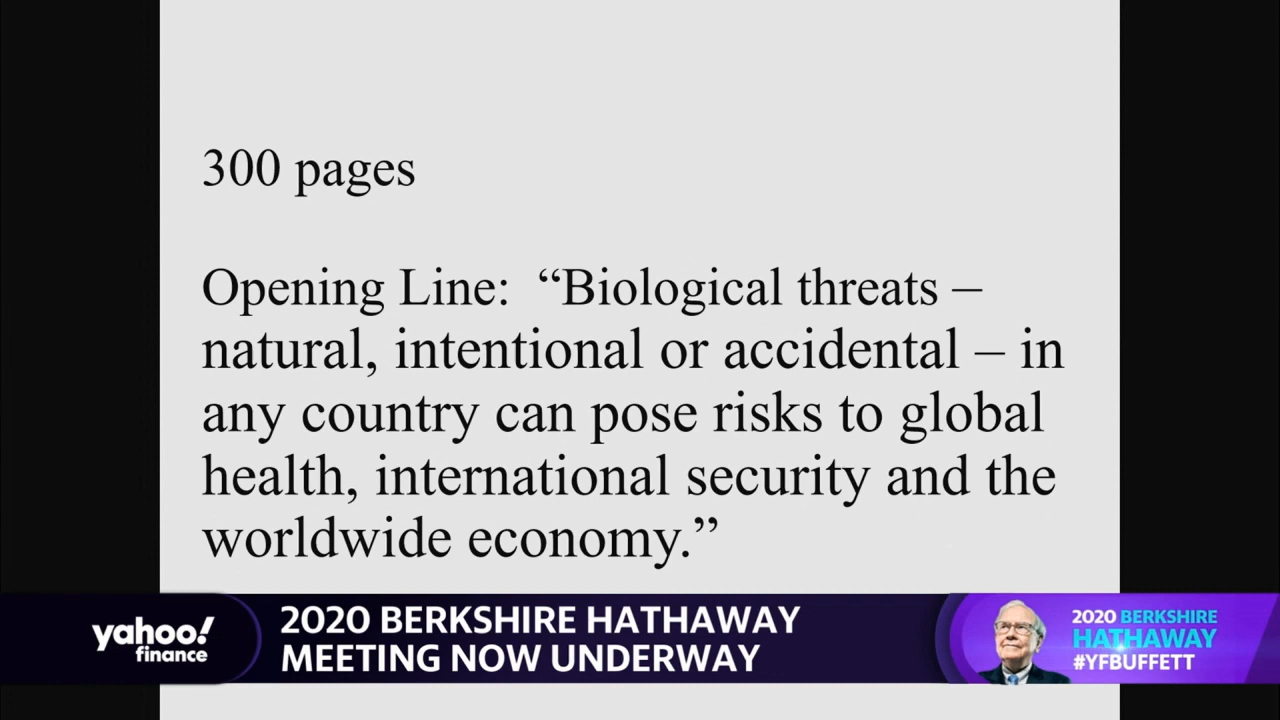 300 pages
Opening Line:  “Biological threats –
natural, intentional or accidental – in
any country can pose risks to global
health, international security and the
worldwide economy.”
yahoo!
finance
2020 BERKSHIRE HATHAWAY
MEETING NOW UNDERWAY
2020 BERKSHIRE
HATHAWAY
#YFBUFFETT